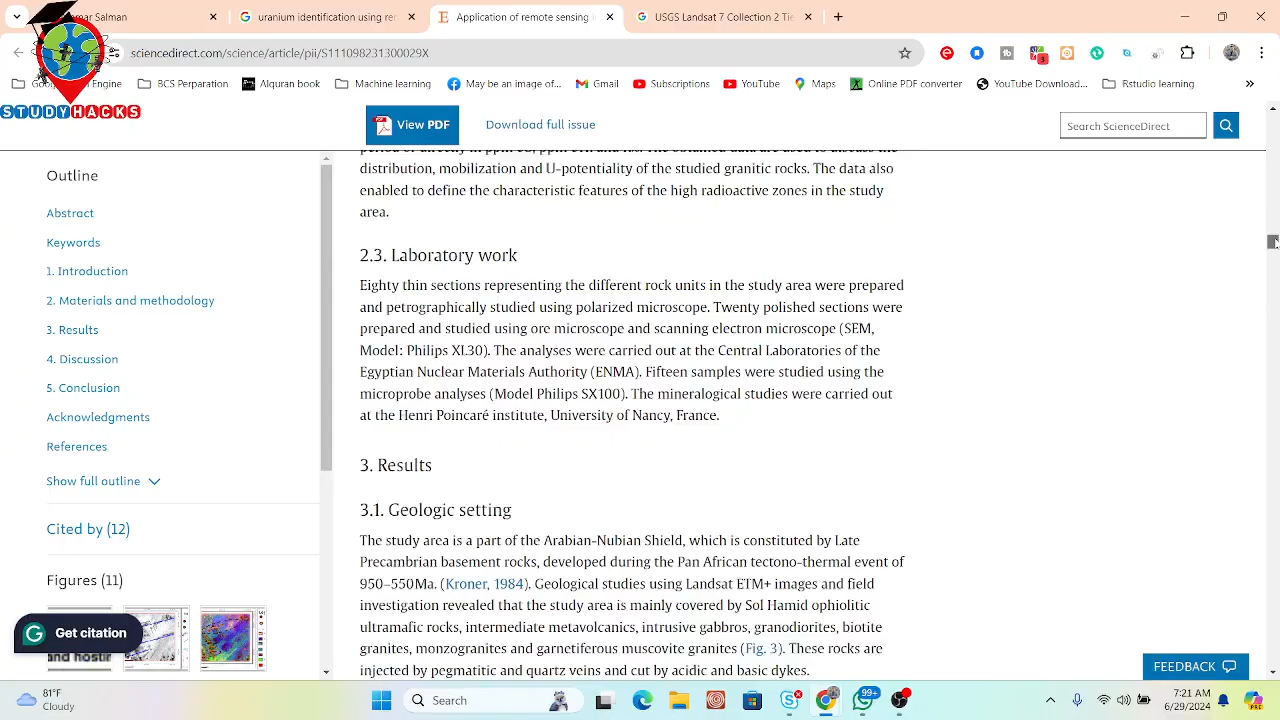 ar Salman
uranium identification using rer
Application of remote sensing
USGS Landsat 7 Collection 2 Tie
sciencedirect.com/science/article/pii/S111098231300029X
Engine
RCS Perpation
Alquran book
Machine learning
May be an image of...
Gmail
Subscriptions
YouTube
Maps
Online PDF converter
YouTube Download...
Rstudio learning
STUDYHACKS
View PDF
Download full issue
Search ScienceDirect
Outline
Abstract
Keywords
1. Introduction
2. Materials and methodology
3. Results
4. Discussion
5. Conclusion
Acknowledgments
References
Show full outline
Cited by (12)
Figures (11)
Get citation
distribution, mobilization and U-potentiality of the studied granitic rocks. The data also
enabled to define the characteristic features of the high radioactive zones in the study
area.
2.3. Laboratory work
Eighty thin sections representing the different rock units in the study area were prepared
and petrographically studied using polarized microscope. Twenty polished sections were
prepared and studied using ore microscope and scanning electron microscope (SEM,
Model: Philips XL30). The analyses were carried out at the Central Laboratories of the
Egyptian Nuclear Materials Authority (ENMA). Fifteen samples were studied using the
microprobe analyses (Model Philips SX100). The mineralogical studies were carried out
at the Henri Poincaré institute, University of Nancy, France.
3. Results
3.1. Geologic setting
The study area is a part of the Arabian-Nubian Shield, which is constituted by Late
Precambrian basement rocks, developed during the Pan African tectono-thermal event of
950–550Ma. (Kroner, 1984). Geological studies using Landsat ETM+ images and field
investigation revealed that the study area is mainly covered by Sol Hamid ophiolitic
ultramafic rocks, intermediate metavolcanics, intrusive gabbros, granodiorites, biotite
granites, monzogranites and garnetiferous muscovite granites (Fig. 3). These rocks are
injected by pegmatitic and quartz veins and cut by acidic and basic dykes.
FEEDBACK
81°F
Cloudy
Search
99+
7:21 AM
6/29/2024